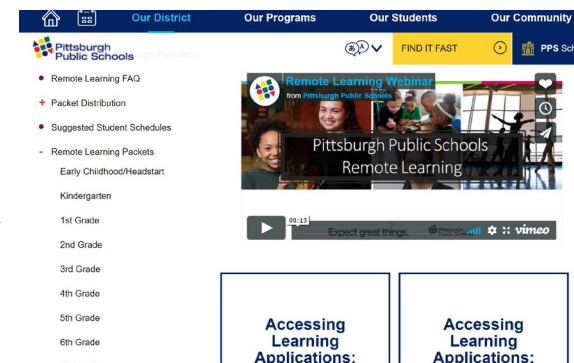 Our District
Our Programs
Our Students
Our Community
Pittsburgh
Public Schools
FIND IT FAST
PPS Sch
Remote Learning FAQ
Packet Distribution
Suggested Student Schedules
Remote Learning Packets
Early Childhood/Headstart
Kindergarten
1st Grade
2nd Grade
3rd Grade
4th Grade
5th Grade
6th Grade
Remote Learning Webinar
from Pittsburgh Public Schools
Pittsburgh Public Schools
Remote Learning
08:13
Expect great things.
vimeo
Accessing
Learning
Applications:
Accessing
Learning
Applications: